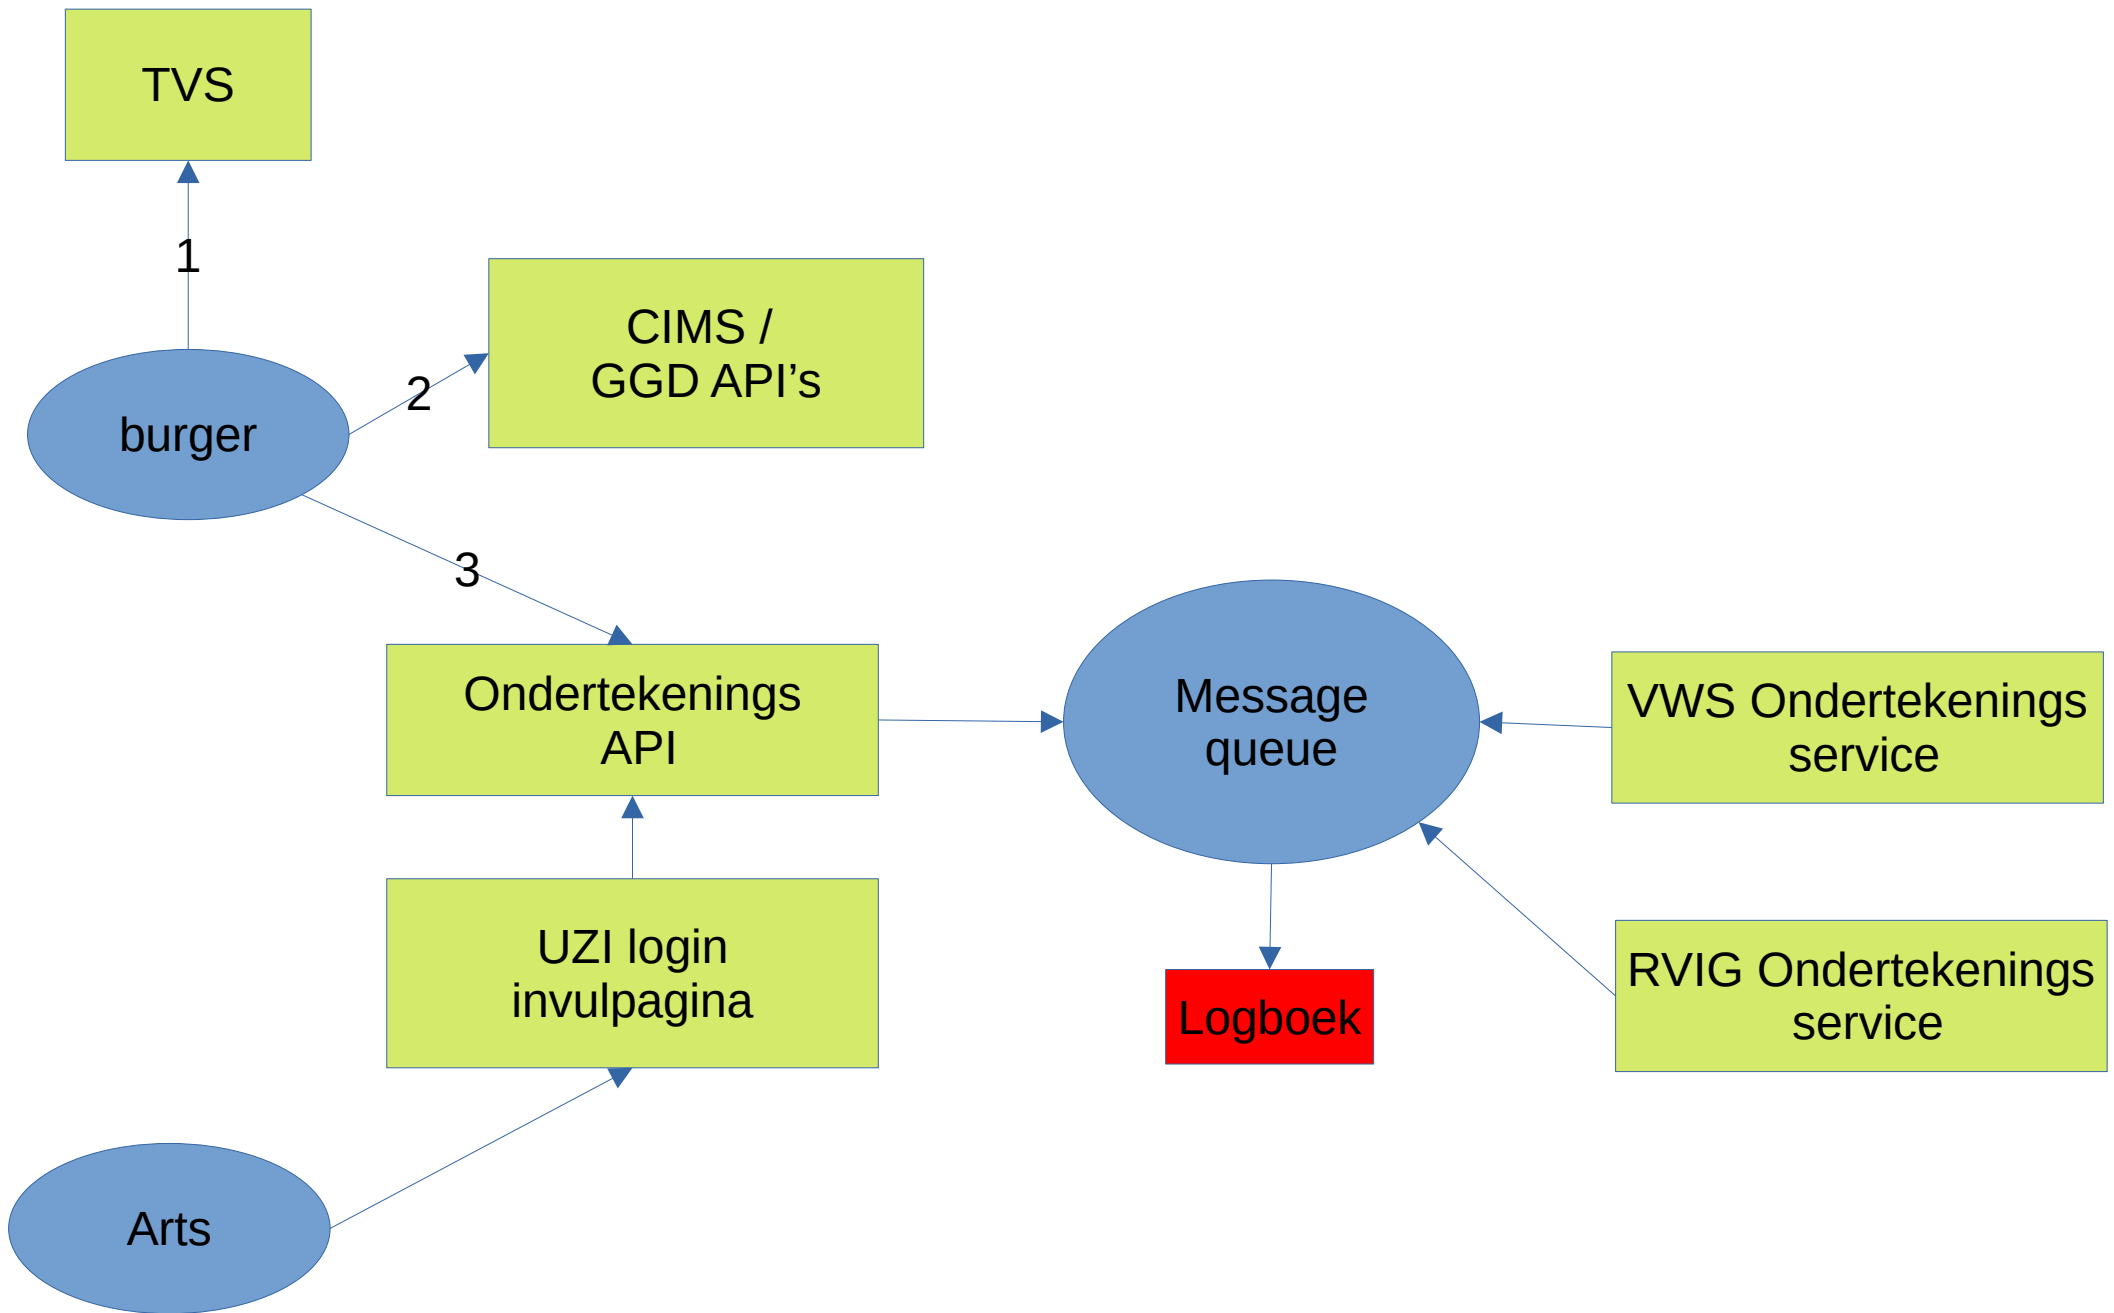 TVS
1
CIMS /
GGD API’s
2
burger
3
Ondertekenings
API
Message
queue
VWS Ondertekenings
service
UZI login
invulpagina
Logboek
RVIG Ondertekenings
service
Arts